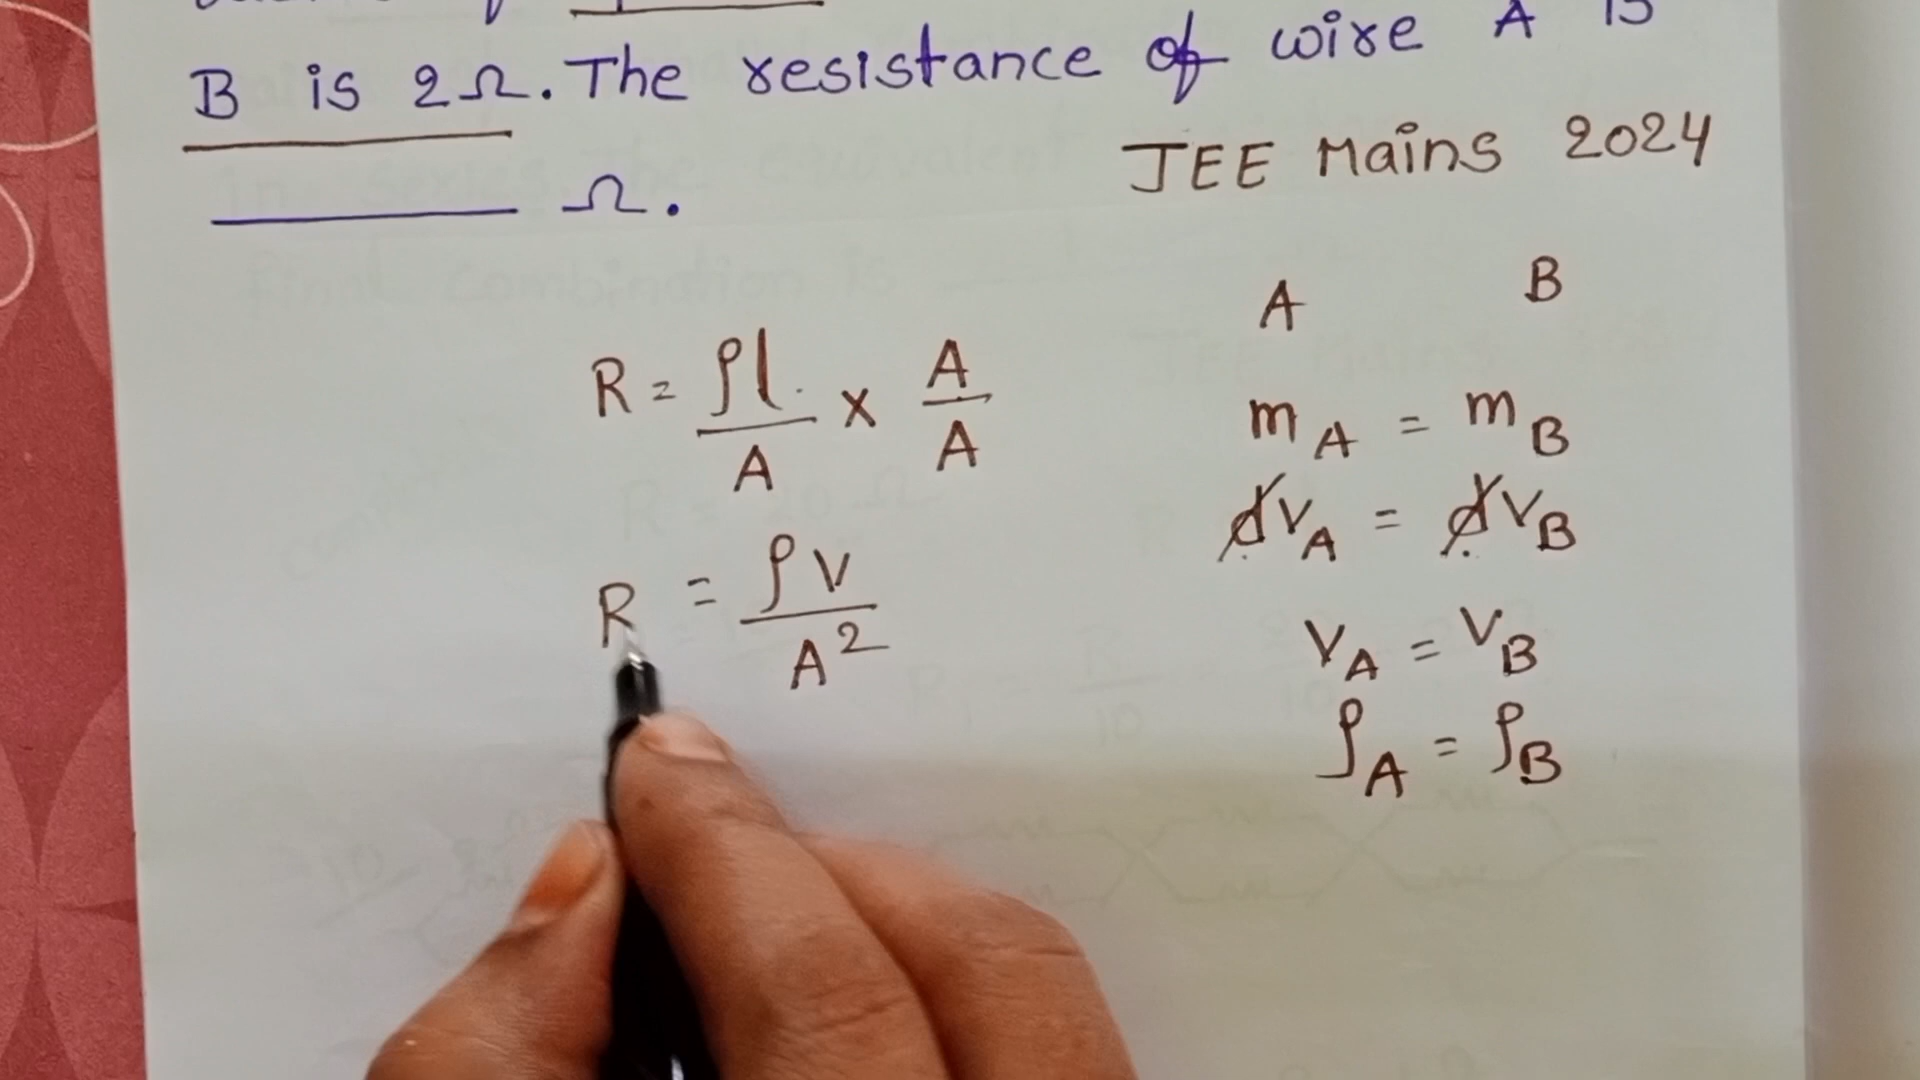 B is 2Ω. The resistance of wire A is
______ Ω.
JEE Mains 2024
A B
R = ρl/A × A/A
m_A = m_B
dV_A = dV_B
R = ρV/A²
V_A = V_B
ρ_A = ρ_B